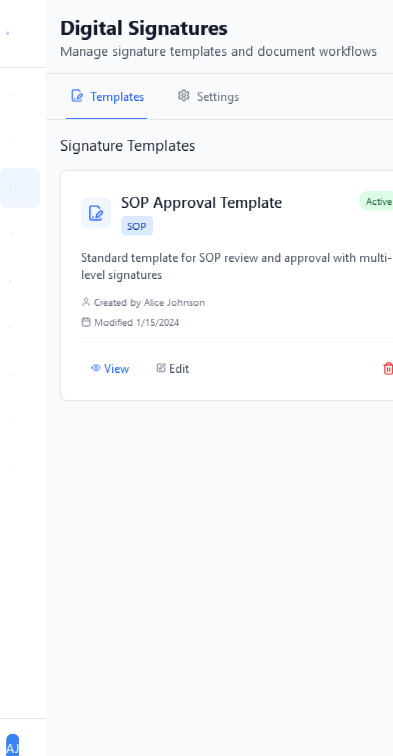 Digital Signatures
Manage signature templates and document workflows
Templates
Settings
Signature Templates
SOP Approval Template
Active
SOP
Standard template for SOP review and approval with multi-
level signatures
Created by Alice Johnson
Modified 1/15/2024
View
Edit
AJ